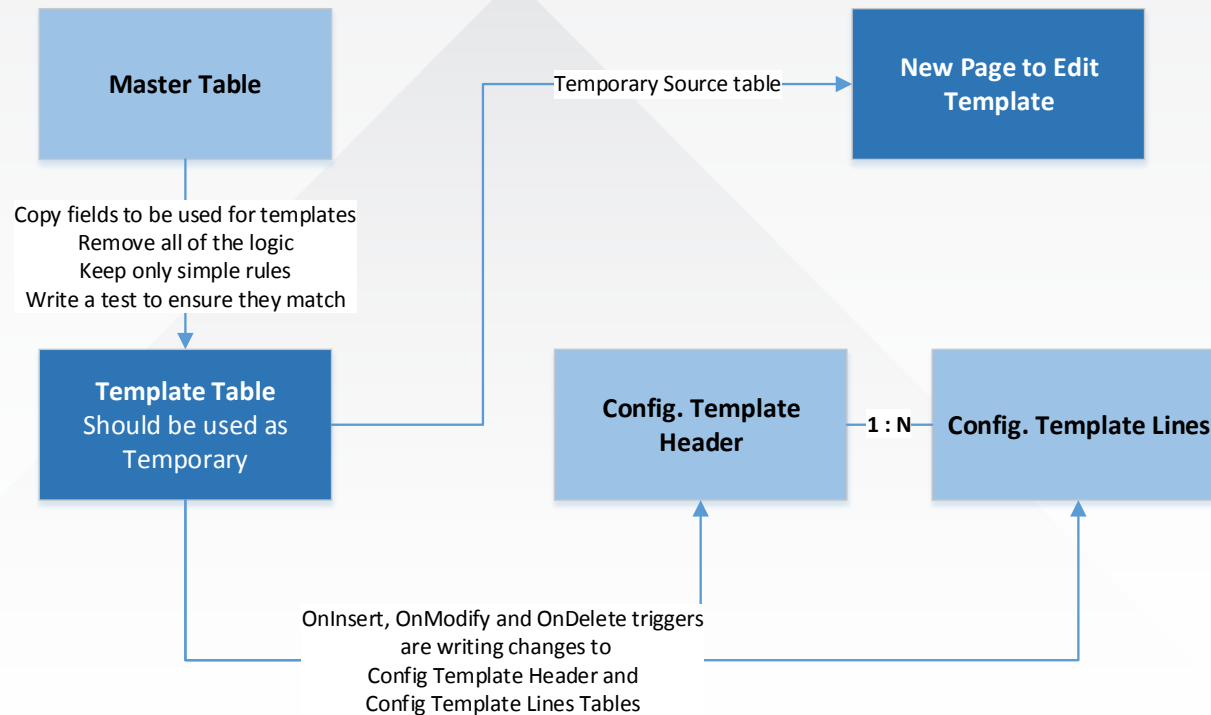 Master Table
Temporary Source table
New Page to Edit
Template
Copy fields to be used for templates
Remove all of the logic
Keep only simple rules
Write a test to ensure they match
Template Table
Should be used as
Temporary
Config. Template
Header
1 : N
Config. Template Lines
OnInsert, OnModify and OnDelete triggers
are writing changes to
Config Template Header and
Config Template Lines Tables